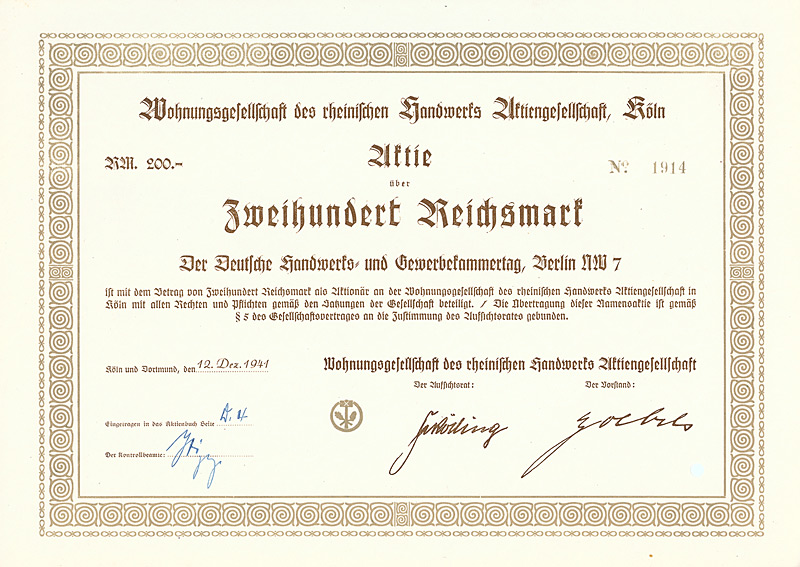 Wohnungsgesellschaft des rheinischen Handwerks Aktiengesellschaft, Köln
Aktie
RM. 200.-
No. 1914
über
Zweihundert Reichsmark
Der Deutsche Handwerks- und Gewerbekammertag, Berlin NW 7
ist mit dem Betrag von Zweihundert Reichsmark als Aktionär an der Wohnungsgesellschaft des rheinischen Handwerks Aktiengesellschaft in
Köln mit allen Rechten und Pflichten gemäß den Satzungen der Gesellschaft beteiligt. / Die Übertragung dieser Namensaktie ist gemäß
§ 5 des Gesellschaftsvertrages an die Zustimmung des Aufsichtsrates gebunden.
Köln und Dortmund, den 12. Dez. 1941
Wohnungsgesellschaft des rheinischen Handwerks Aktiengesellschaft
Der Aufsichtsrat:
Der Vorstand:
Eingetragen in das Aktienbuch Seite
Der Kontrollbeamte: